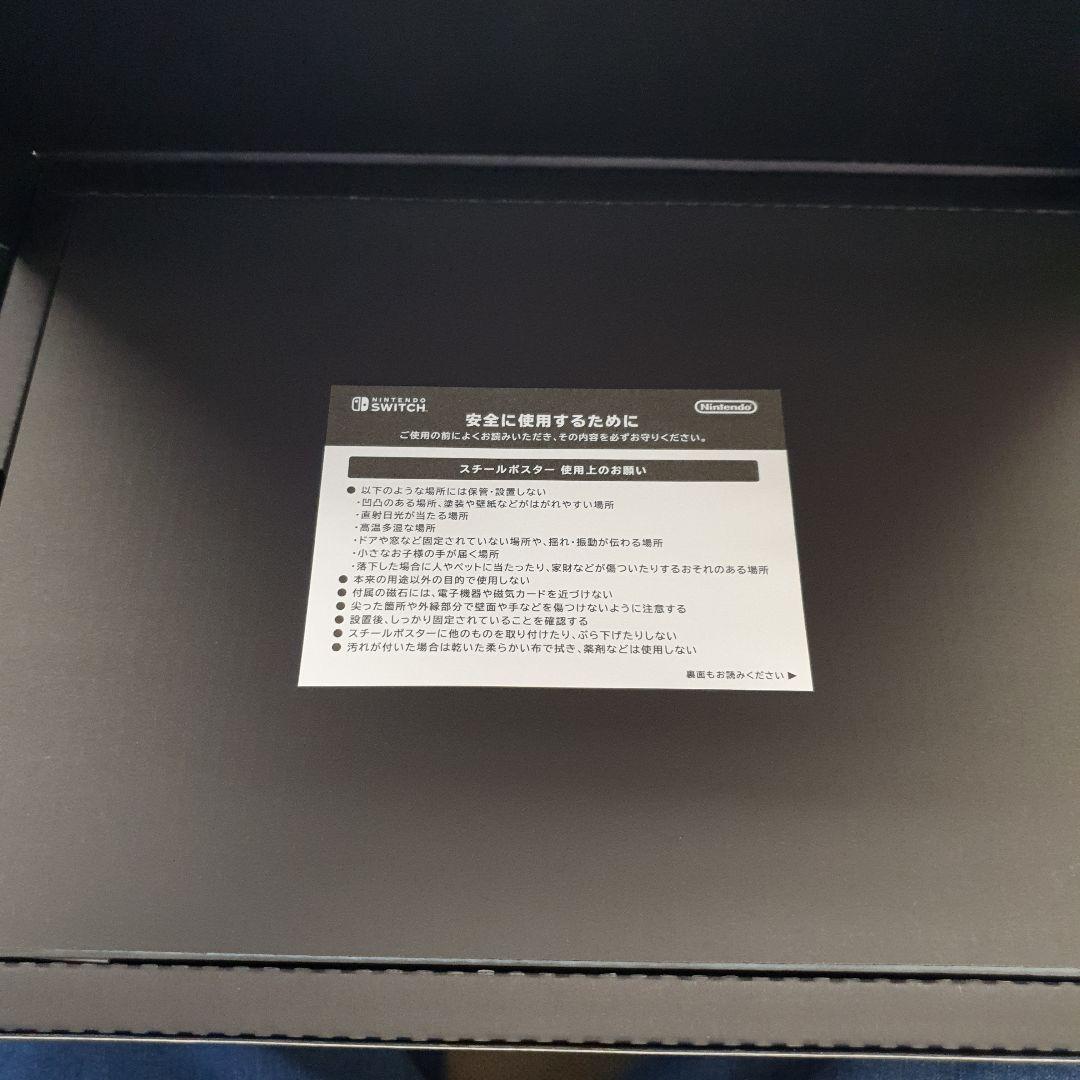 NINTENDO
SWITCH
Nintendo
安全に使用するために
ご使用の前によくお読みいただき、その内容を必ずお守りください。
スチールポスター 使用上のお願い
● 以下のような場所には保管・設置しない
・凹凸のある場所、塗装や壁紙などがはがれやすい場所
・直射日光が当たる場所
・高温多湿な場所
・ドアや窓など固定されていない場所や、揺れ・振動が伝わる場所
・小さなお子様の手が届く場所
・落下した場合に人やペットに当たったり、家財などが傷ついたりするおそれのある場所
● 本来の用途以外の目的で使用しない
● 付属の磁石には、電子機器や磁気カードを近づけない
● 尖った箇所や外縁部分で壁面や手などを傷つけないように注意する
● 設置後、しっかり固定されていることを確認する
● スチールポスターに他のものを取り付けたり、ぶら下げたりしない
● 汚れが付いた場合は乾いた柔らかい布で拭き、薬剤などは使用しない
裏面もお読みください ▶